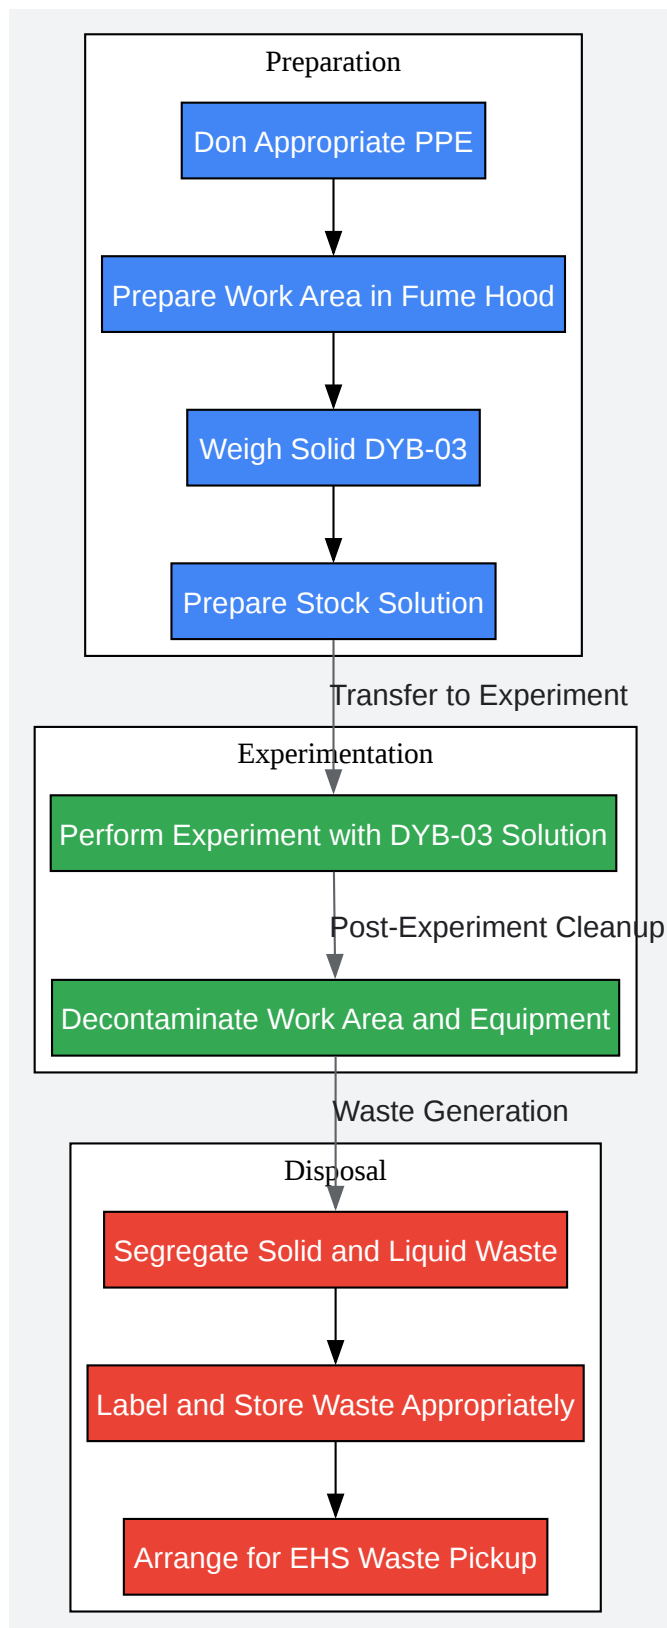 Preparation
Don Appropriate PPE
Prepare Work Area in Fume Hood
Weigh Solid DYB-03
Prepare Stock Solution
Transfer to Experiment
Experimentation
Perform Experiment with DYB-03 Solution
Post-Experiment Cleanup
Decontaminate Work Area and Equipment
Waste Generation
Disposal
Segregate Solid and Liquid Waste
Label and Store Waste Appropriately
Arrange for EHS Waste Pickup